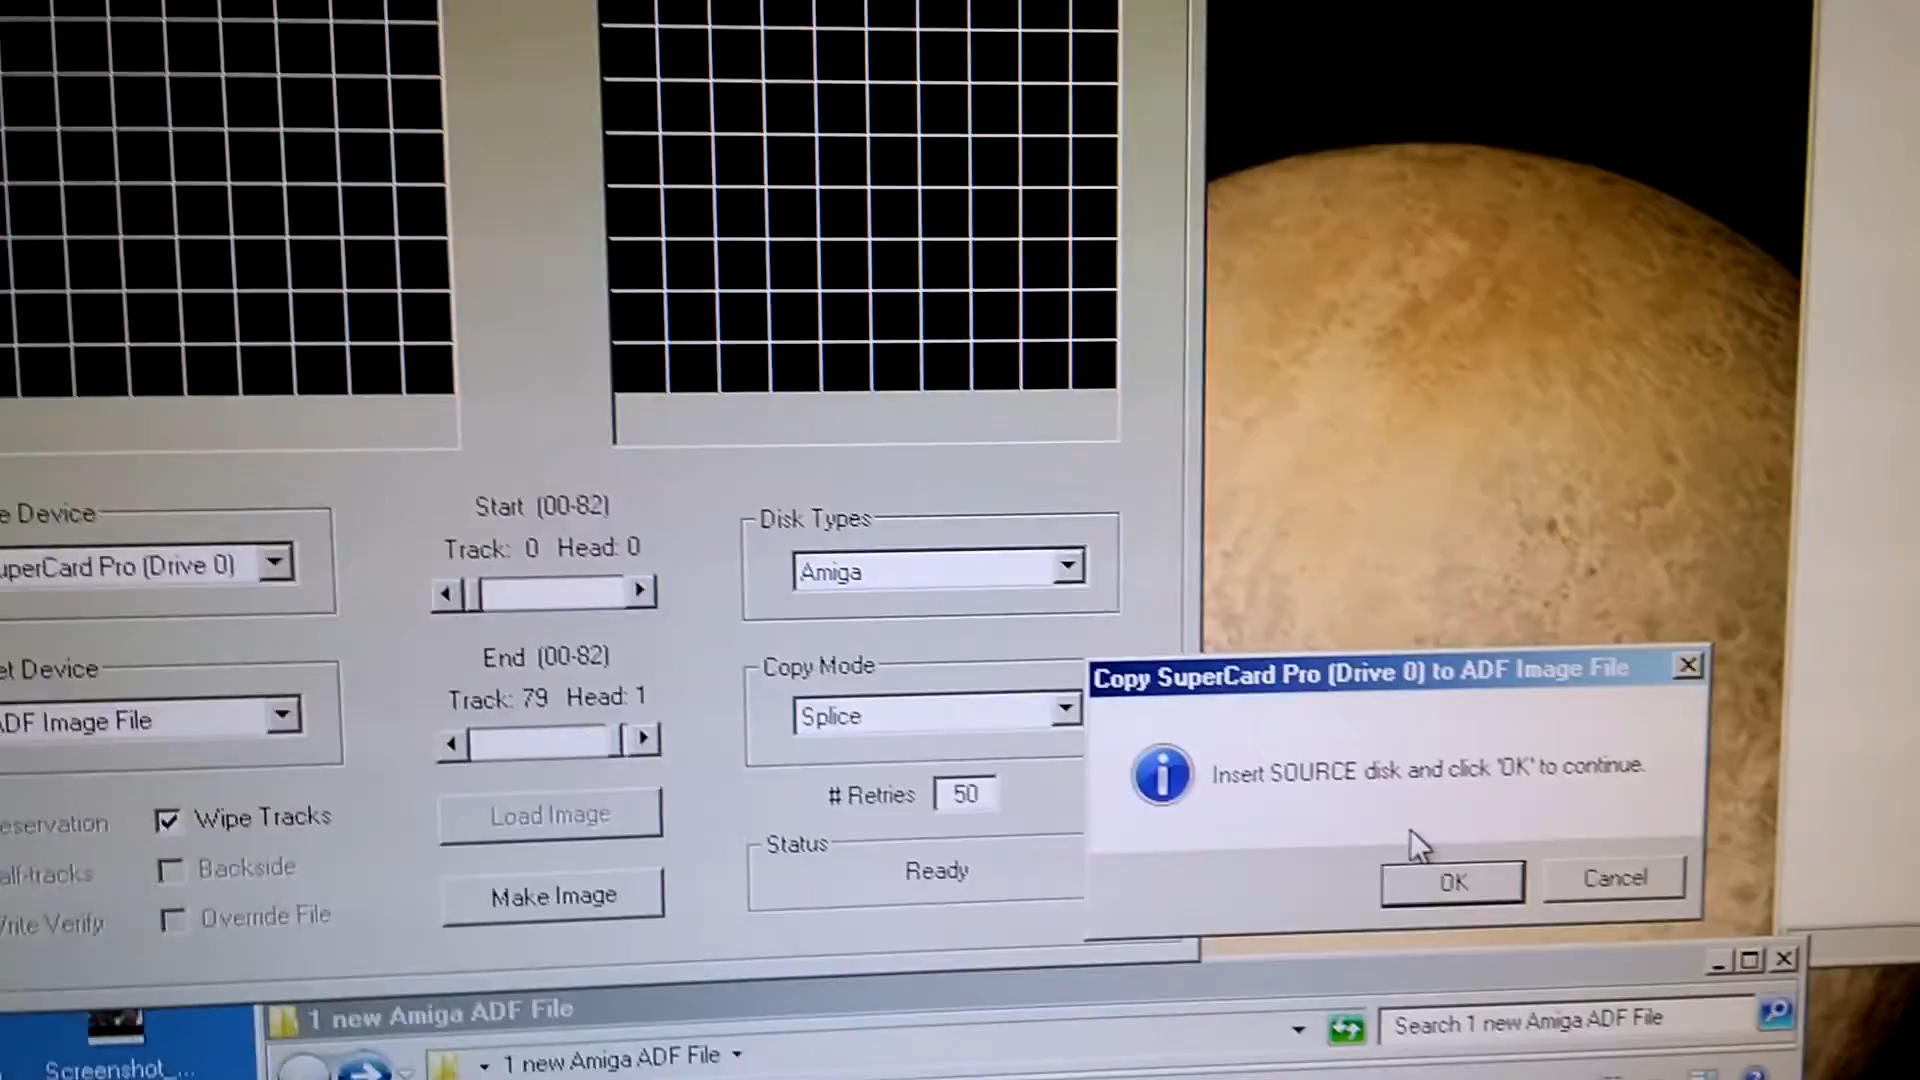 Start (00-82)
Track: 0 Head: 0
End (00-82)
Track: 79 Head: 1
e Device
uperCard Pro (Drive 0)
et Device
ADF Image File
Disk Types
Amiga
Copy Mode
Splice
# Retries 50
Status
Ready
eservation
Wipe Tracks
alf-tracks
Backside
Write Verify
Override File
Load Image
Make Image
Copy SuperCard Pro (Drive 0) to ADF Image File
Insert SOURCE disk and click 'OK' to continue.
OK
Cancel
1 new Amiga ADF File
1 new Amiga ADF File
Search 1 new Amiga ADF File
Screenshot_...